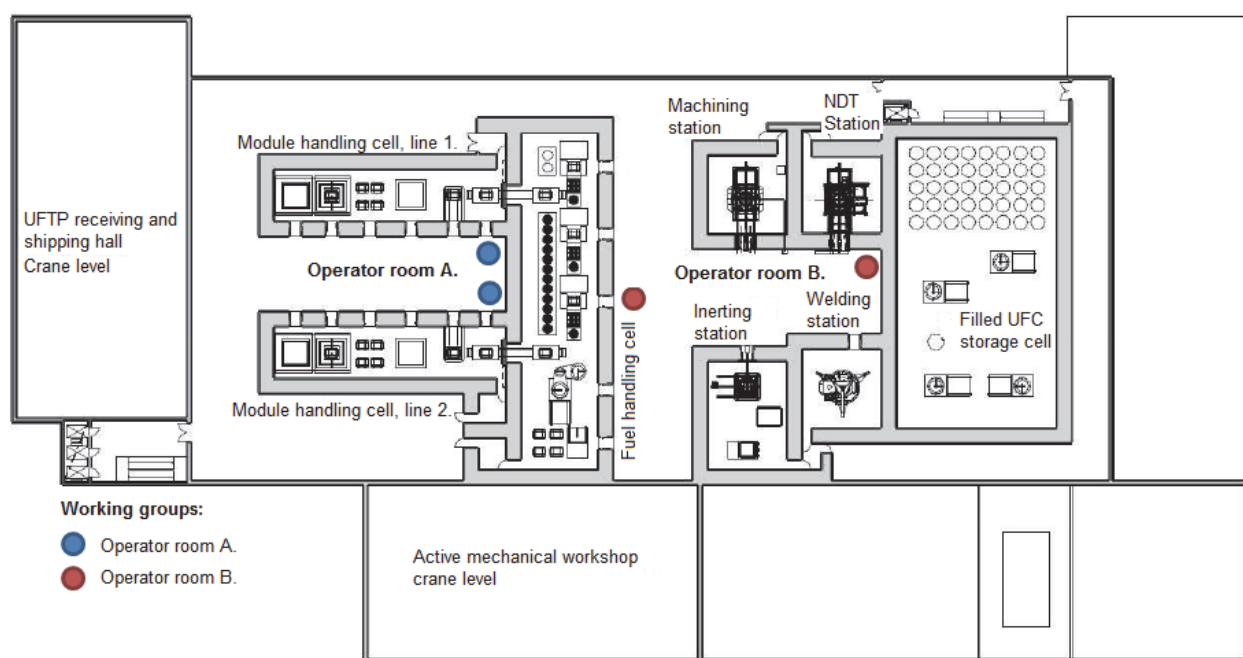 Machining
station
NDT
Station
Module handling cell, line 1.
UFTP receiving and
shipping hall
Crane level
Operator room A.
Operator room B.
Inerting
station
Welding
station
Filled UFC
storage cell
Fuel handling cell
Module handling cell, line 2.
Working groups:
Operator room A.
Operator room B.
Active mechanical workshop
crane level